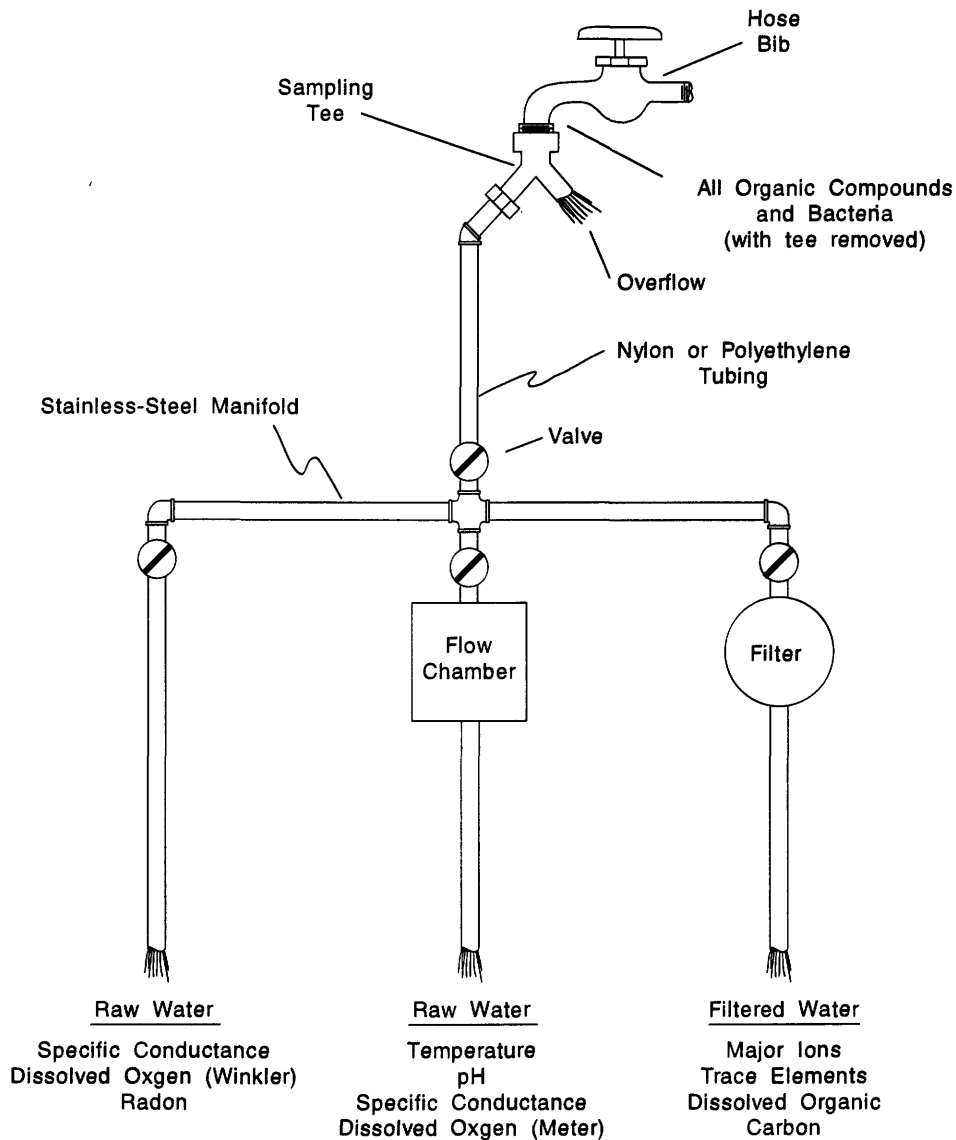 Hose
Bib
Sampling
Tee
All Organic Compounds
and Bacteria
(with tee removed)
Overflow
Nylon or Polyethylene
Tubing
Stainless-Steel Manifold
Valve
Flow
Chamber
Filter
Raw Water
Specific Conductance
Dissolved Oxgen (Winkler)
Radon
Raw Water
Temperature
pH
Specific Conductance
Dissolved Oxgen (Meter)
Filtered Water
Major Ions
Trace Elements
Dissolved Organic
Carbon